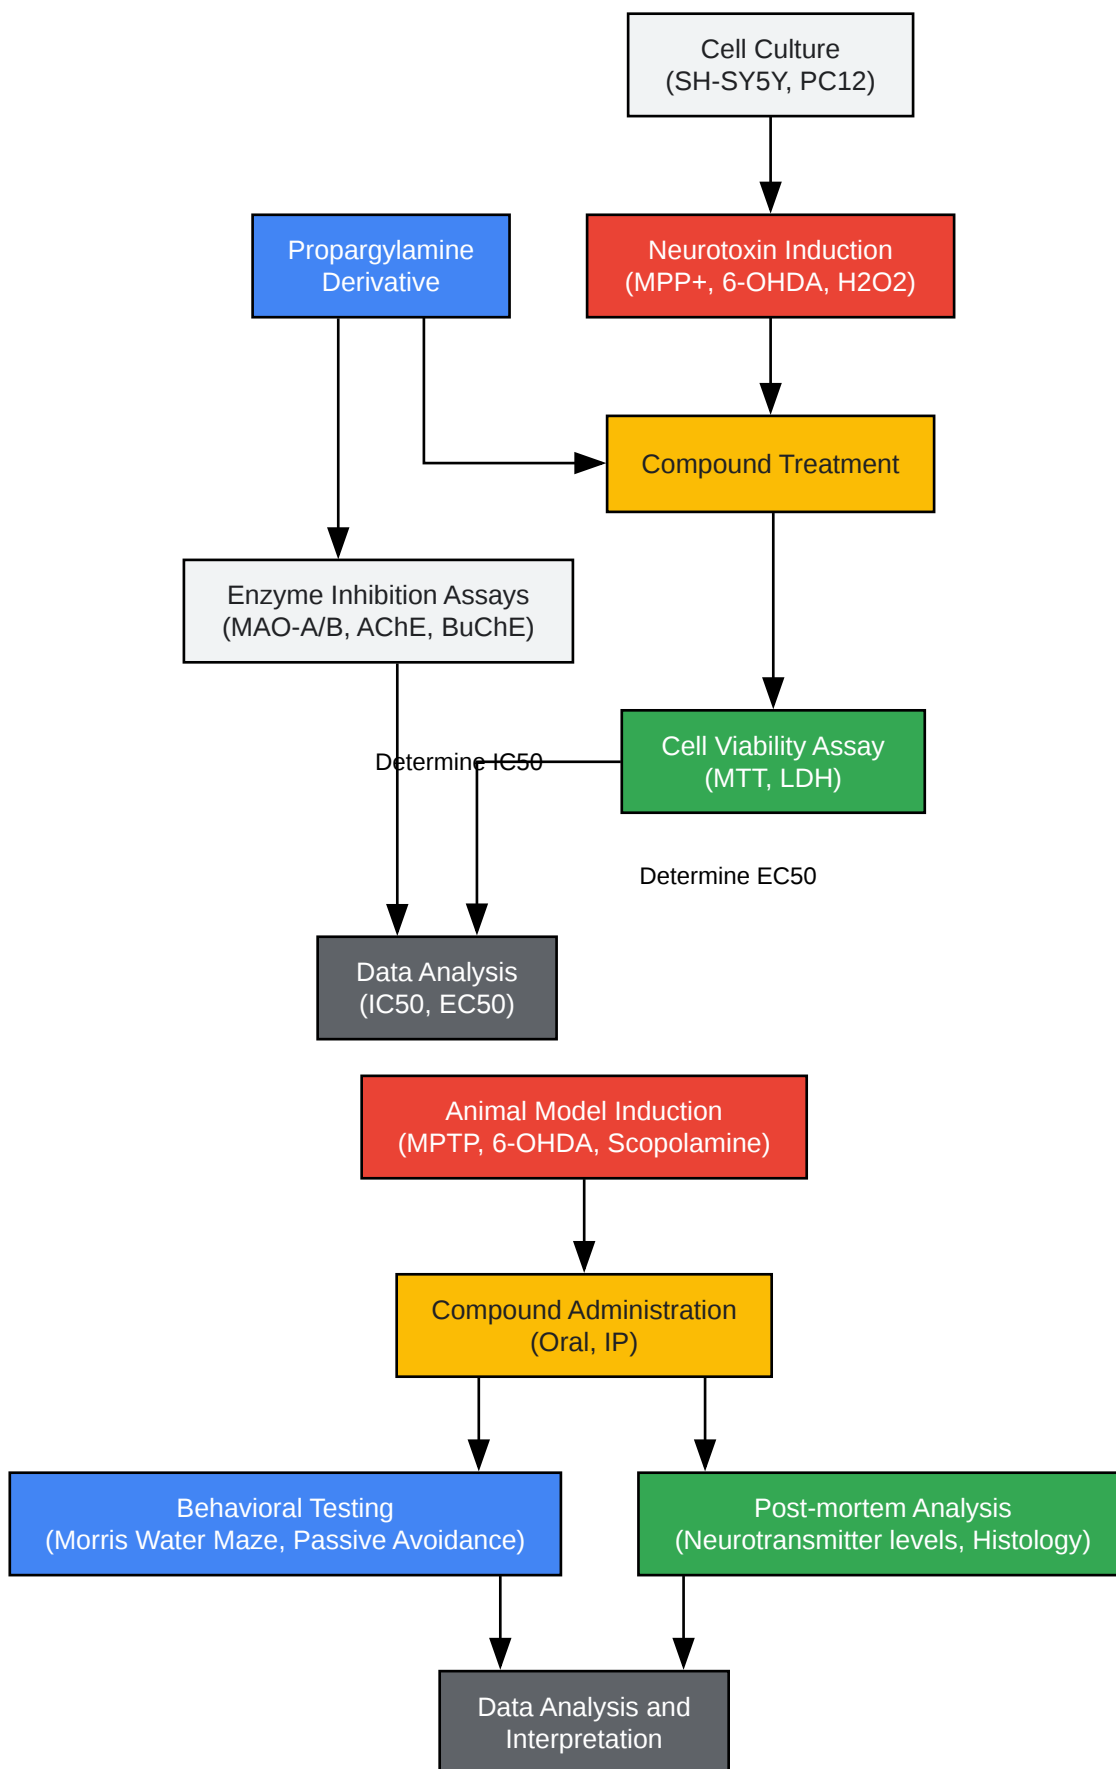 Cell Culture
(SH-SY5Y, PC12)
Propargylamine
Derivative
Neurotoxin Induction
(MPP+, 6-OHDA, H2O2)
Compound Treatment
Enzyme Inhibition Assays
(MAO-A/B, AChE, BuChE)
Cell Viability Assay
(MTT, LDH)
Determine IC50
Determine EC50
Data Analysis
(IC50, EC50)
Animal Model Induction
(MPTP, 6-OHDA, Scopolamine)
Compound Administration
(Oral, IP)
Behavioral Testing
(Morris Water Maze, Passive Avoidance)
Post-mortem Analysis
(Neurotransmitter levels, Histology)
Data Analysis and
Interpretation